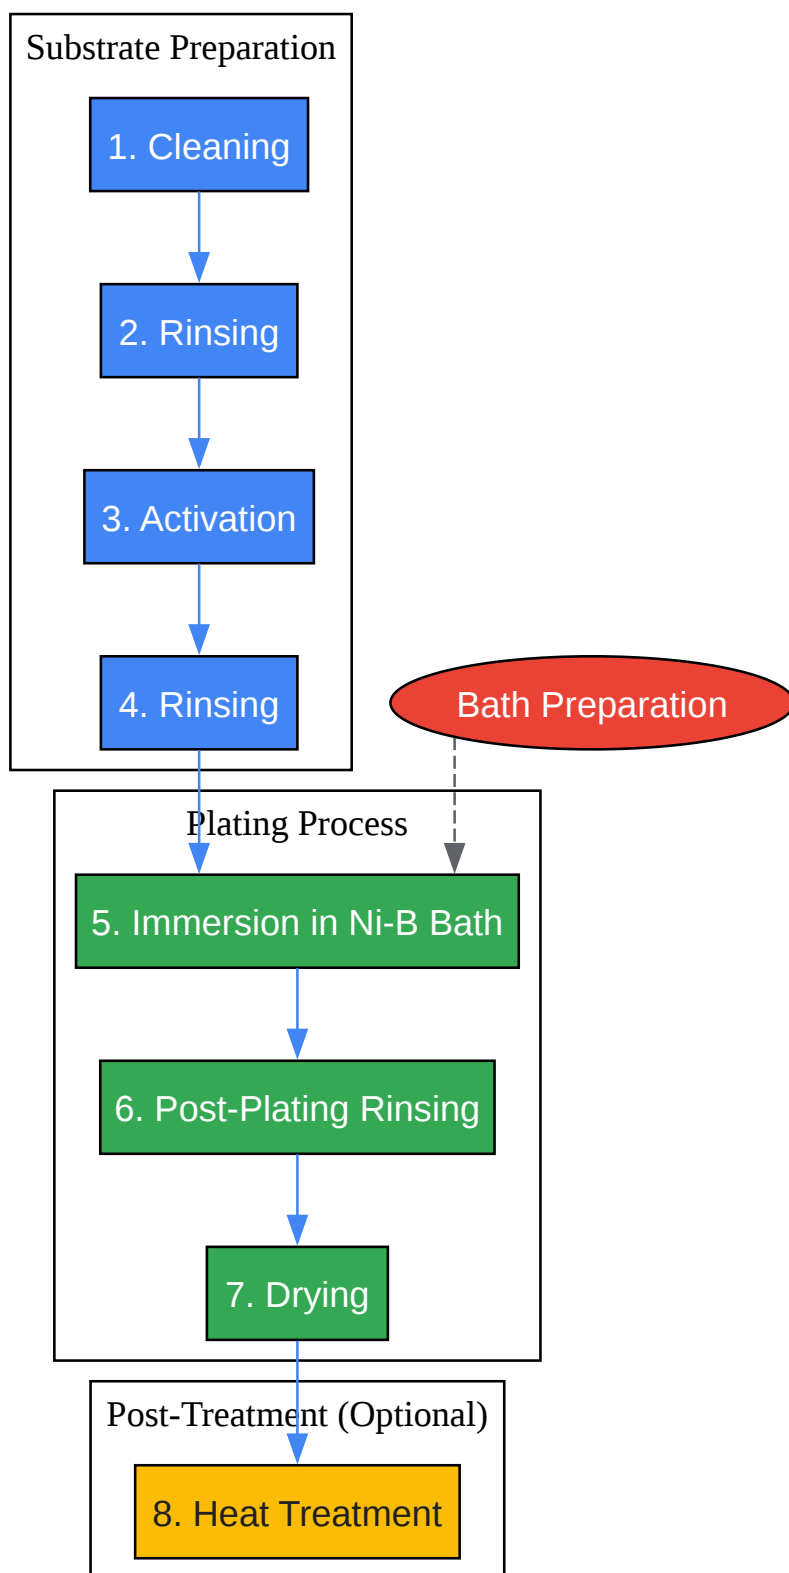 Substrate Preparation
1. Cleaning
2. Rinsing
3. Activation
4. Rinsing
Bath Preparation
Plating Process
5. Immersion in Ni-B Bath
6. Post-Plating Rinsing
7. Drying
Post-Treatment (Optional)
8. Heat Treatment